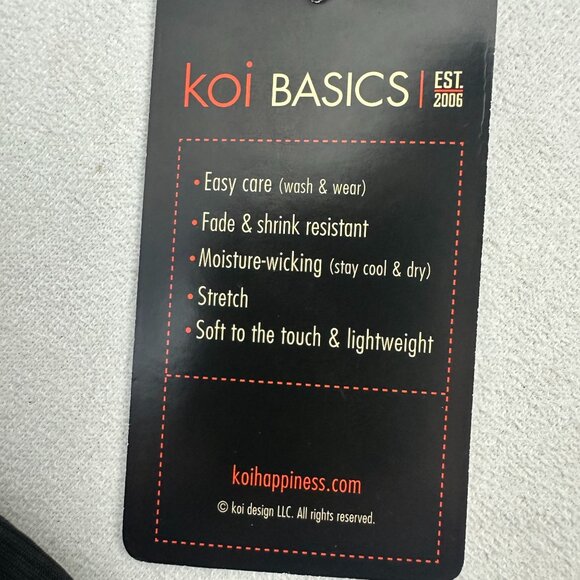 koi BASICS | EST. 2006
• Easy care (wash & wear)
• Fade & shrink resistant
• Moisture-wicking (stay cool & dry)
• Stretch
• Soft to the touch & lightweight
koihappiness.com
© koi design LLC. All rights reserved.